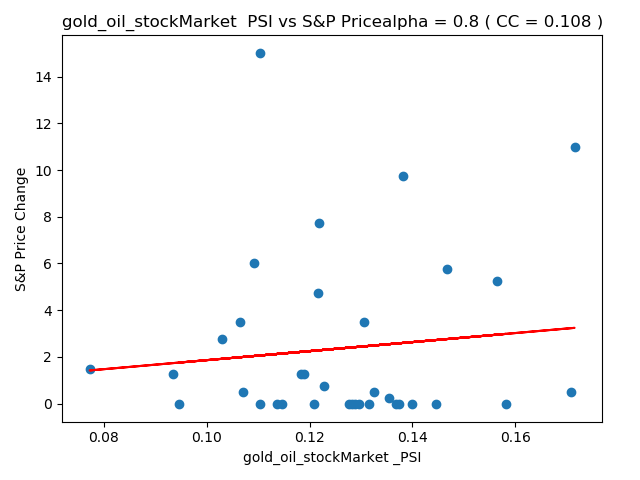 gold_oil_stockMarket  PSI vs S&P Pricealpha = 0.8 ( CC = 0.108 )
14
12
10
8
6
4
2
0
S&P Price Change
0.08 0.10 0.12 0.14 0.16
gold_oil_stockMarket _PSI